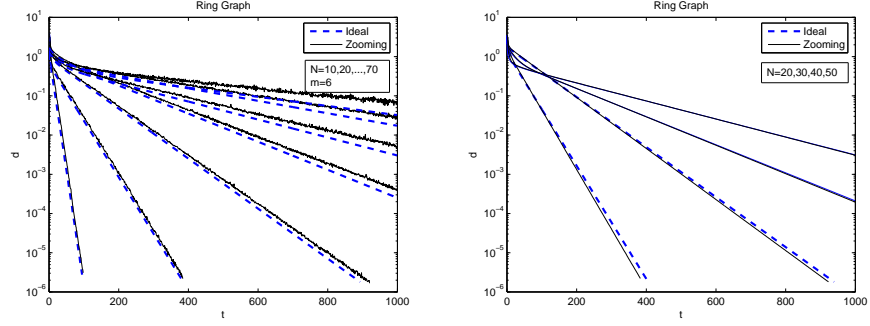 Ring Graph
10^1
10^0
10^-1
10^-2
10^-3
10^-4
10^-5
10^-6
d
0
200
400
600
800
1000
t
Ideal
Zooming
N=10,20,...,70
m=6
Ring Graph
10^1
10^0
10^-1
10^-2
10^-3
10^-4
10^-5
10^-6
d
0
200
400
600
800
1000
t
Ideal
Zooming
N=20,30,40,50